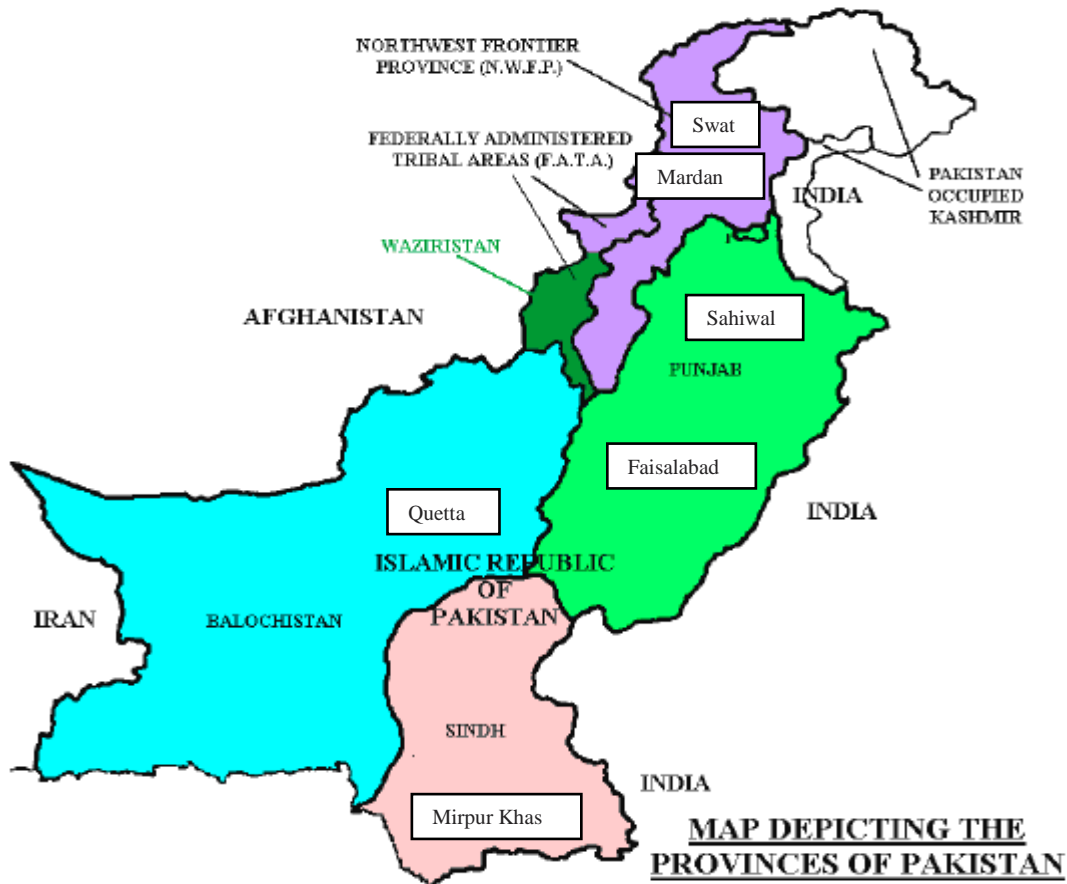 NORTHWEST FRONTIER
PROVINCE (N.W.F.P.)
Swat
FEDERALLY ADMINISTERED
TRIBAL AREAS (F.A.T.A.)
Mardan
INDIA
PAKISTAN
OCCUPIED
KASHMIR
WAZIRISTAN
AFGHANISTAN
Sahiwal
PUNJAB
Faisalabad
Quetta
INDIA
ISLAMIC REPUBLIC
OF
PAKISTAN
IRAN
BALOCHISTAN
SINDH
INDIA
Mirpur Khas
MAP DEPICTING THE
PROVINCES OF PAKISTAN